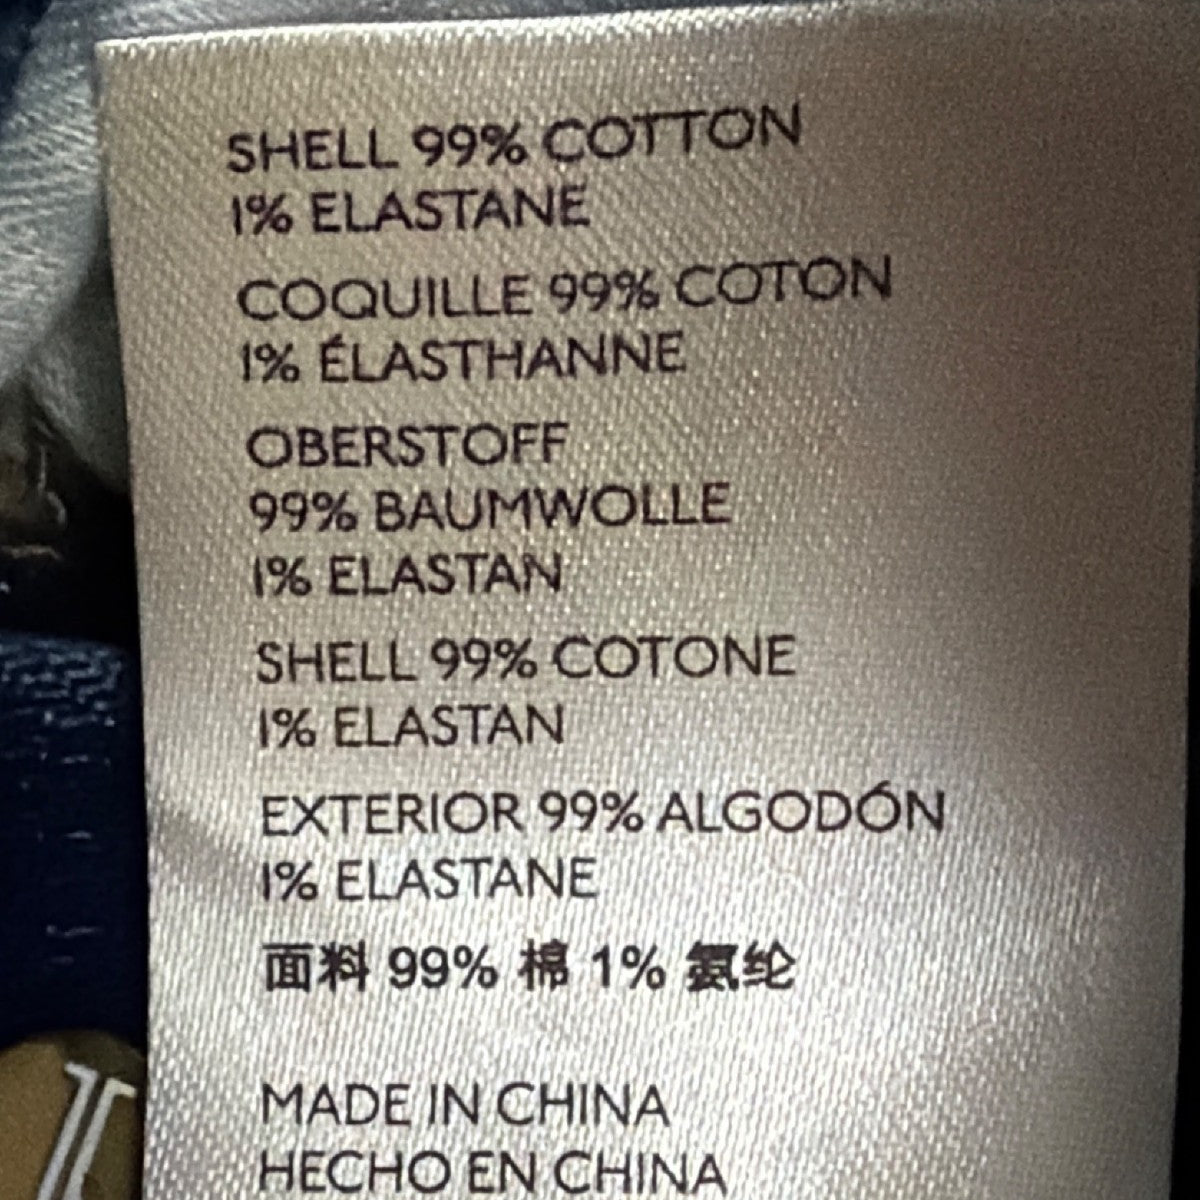 SHELL 99% COTTON
1% ELASTANE
COQUILLE 99% COTON
1% ÉLASTHANNE
OBERSTOFF
99% BAUMWOLLE
1% ELASTAN
SHELL 99% COTONE
1% ELASTAN
EXTERIOR 99% ALGODÓN
1% ELASTANE
面料 99% 棉 1% 氨纶
MADE IN CHINA
HECHO EN CHINA